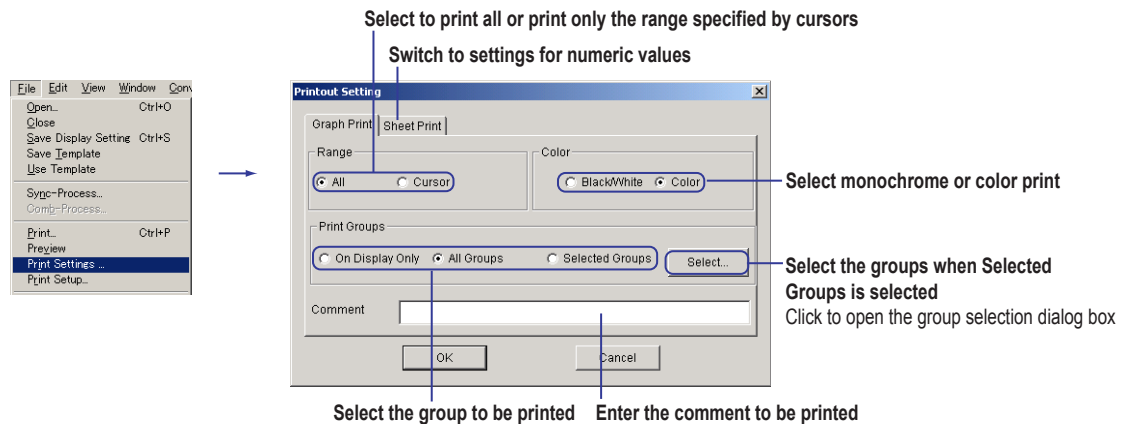 Select to print all or print only the range specified by cursors
Switch to settings for numeric values
File Edit View Window Conv
Open... Ctrl+O
Close
Save Display Setting Ctrl+S
Save Template
Use Template
Sync-Process...
Comb-Process...
Print... Ctrl+P
Preview
Print Settings ...
Print Setup...
Printout Setting
Graph Print Sheet Print
Range
All Cursor
Color
Black/White Color
Select monochrome or color print
Print Groups
On Display Only All Groups Selected Groups Select...
Select the groups when Selected
Groups is selected
Click to open the group selection dialog box
Comment
OK Cancel
Select the group to be printed Enter the comment to be printed